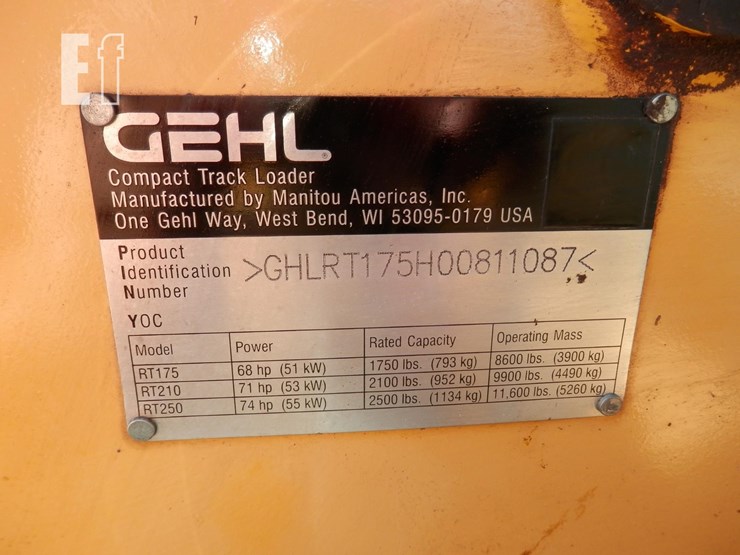 Ef
GEHL
Compact Track Loader
Manufactured by Manitou Americas, Inc.
One Gehl Way, West Bend, WI 53095-0179 USA
Product
Identification >GHLRT175H00811087<
Number
YOC
Model Power Rated Capacity Operating Mass
RT175 68 hp (51 kW) 1750 lbs. (793 kg) 8600 lbs. (3900 kg)
RT210 71 hp (53 kW) 2100 lbs. (952 kg) 9900 lbs. (4490 kg)
RT250 74 hp (55 kW) 2500 lbs. (1134 kg) 11,600 lbs. (5260 kg)